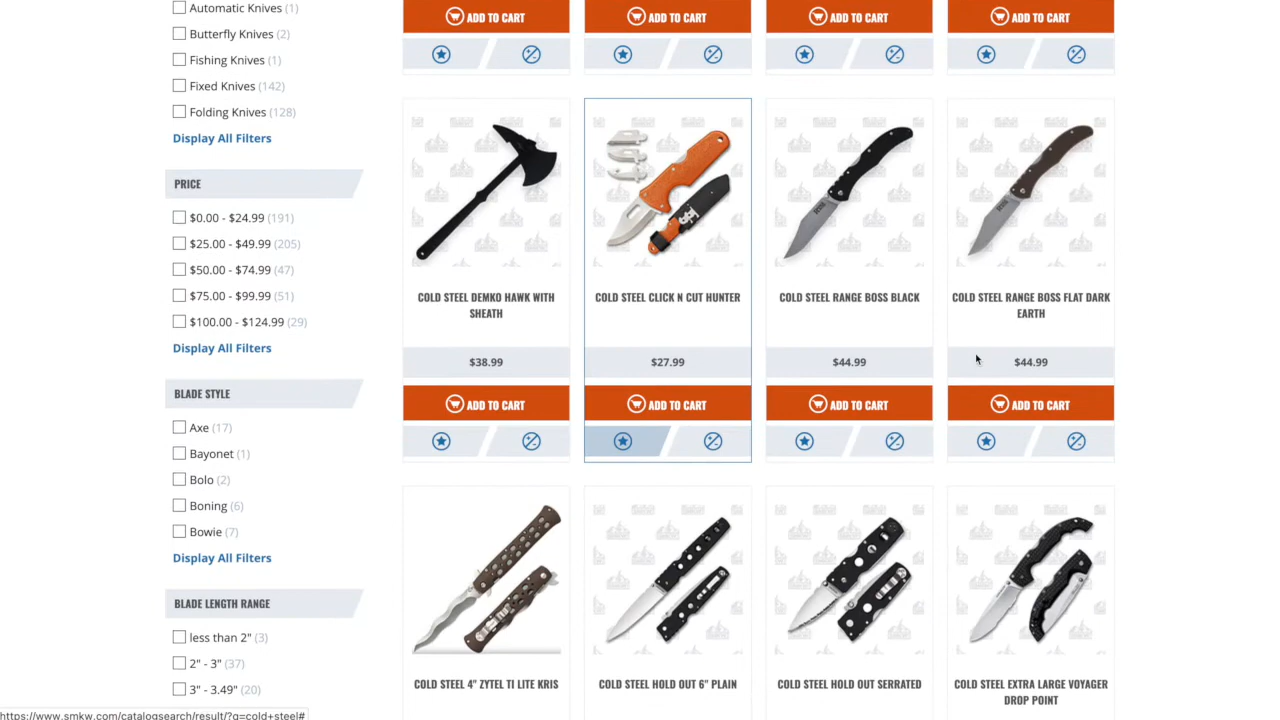 Automatic Knives (1)
Butterfly Knives (2)
Fishing Knives (1)
Fixed Knives (142)
Folding Knives (128)
Display All Filters
PRICE
$0.00 - $24.99 (191)
$25.00 - $49.99 (205)
$50.00 - $74.99 (47)
$75.00 - $99.99 (51)
$100.00 - $124.99 (29)
Display All Filters
BLADE STYLE
Axe (17)
Bayonet (1)
Bolo (2)
Boning (6)
Bowie (7)
Display All Filters
BLADE LENGTH RANGE
less than 2" (3)
2" - 3" (37)
3" - 3.49" (20)
ADD TO CART
ADD TO CART
ADD TO CART
ADD TO CART
COLD STEEL DEMKO HAWK WITH
SHEATH
$38.99
ADD TO CART
COLD STEEL CLICK N CUT HUNTER
$27.99
ADD TO CART
COLD STEEL RANGE BOSS BLACK
$44.99
ADD TO CART
COLD STEEL RANGE BOSS FLAT DARK
EARTH
$44.99
ADD TO CART
COLD STEEL 4" ZYTEL TI LITE KRIS
COLD STEEL HOLD OUT 6" PLAIN
COLD STEEL HOLD OUT SERRATED
COLD STEEL EXTRA LARGE VOYAGER
DROP POINT
https://www.smkw.com/catalogsearch/result/?q=cold+steel#